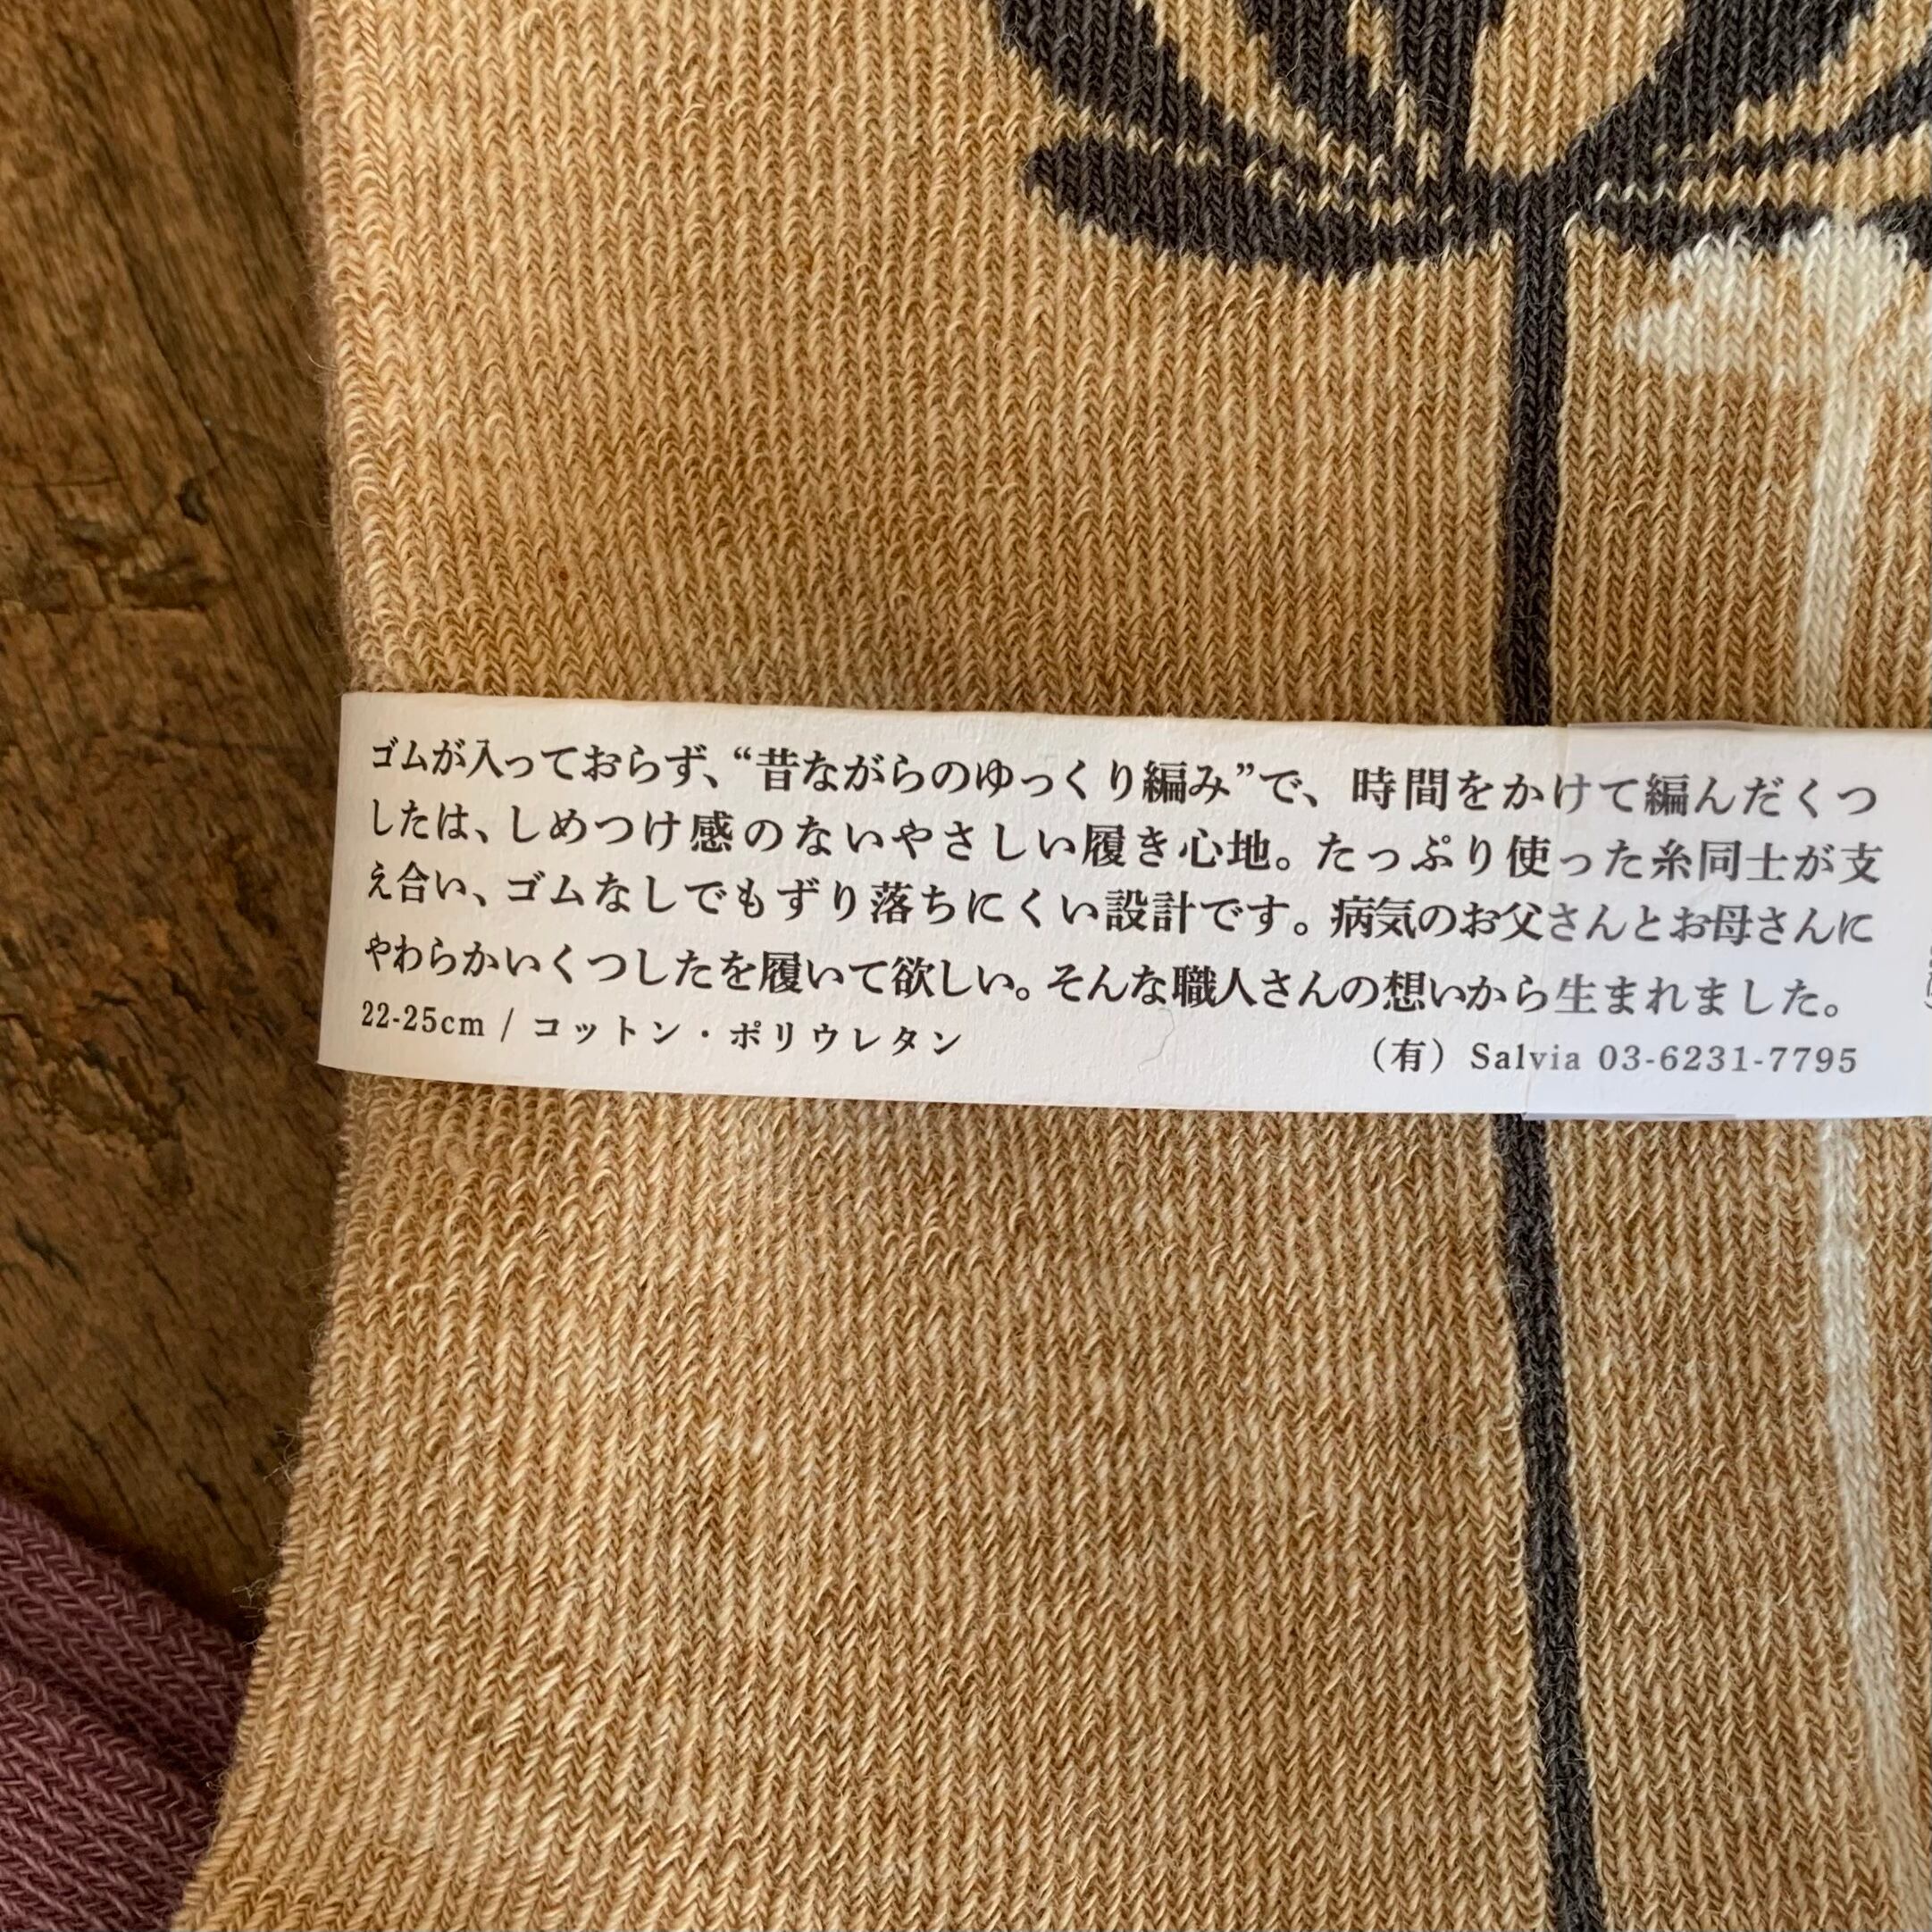 ゴムが入っておらず、“昔ながらのゆっくり編み”で、時間をかけて編んだくつ
したは、しめつけ感のないやさしい履き心地。たっぷり使った糸同士が支
え合い、ゴムなしでもずり落ちにくい設計です。病気のお父さんとお母さんに
やわらかいくつしたを履いて欲しい。そんな職人さんの想いから生まれました。
22-25cm / コットン・ポリウレタン
（有）Salvia 03-6231-7795